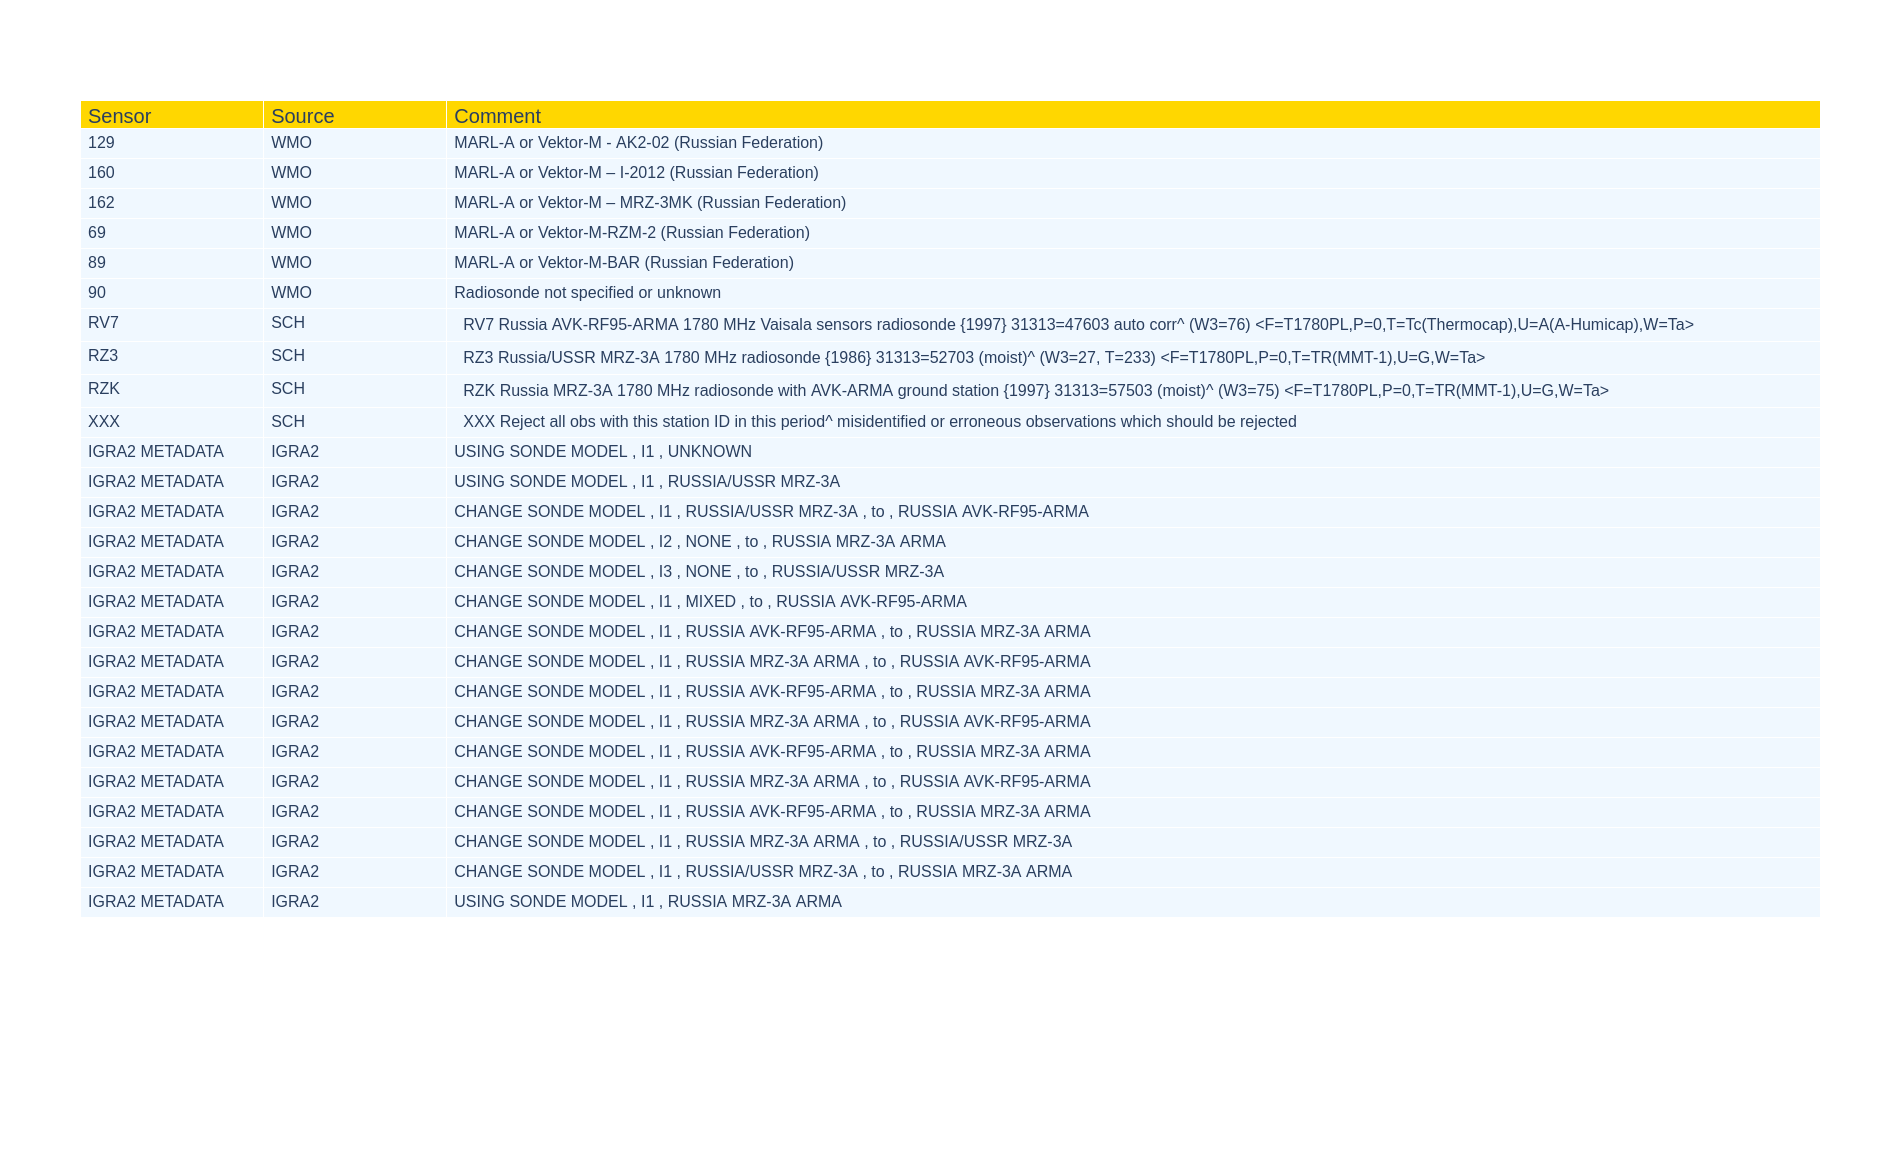 Sensor Source Comment
129 WMO MARL-A or Vektor-M - AK2-02 (Russian Federation)
160 WMO MARL-A or Vektor-M – I-2012 (Russian Federation)
162 WMO MARL-A or Vektor-M – MRZ-3MK (Russian Federation)
69 WMO MARL-A or Vektor-M-RZM-2 (Russian Federation)
89 WMO MARL-A or Vektor-M-BAR (Russian Federation)
90 WMO Radiosonde not specified or unknown
RV7 SCH RV7 Russia AVK-RF95-ARMA 1780 MHz Vaisala sensors radiosonde {1997} 31313=47603 auto corr^ (W3=76) <F=T1780PL,P=0,T=Tc(Thermocap),U=A(A-Humicap),W=Ta>
RZ3 SCH RZ3 Russia/USSR MRZ-3A 1780 MHz radiosonde {1986} 31313=52703 (moist)^ (W3=27, T=233) <F=T1780PL,P=0,T=TR(MMT-1),U=G,W=Ta>
RZK SCH RZK Russia MRZ-3A 1780 MHz radiosonde with AVK-ARMA ground station {1997} 31313=57503 (moist)^ (W3=75) <F=T1780PL,P=0,T=TR(MMT-1),U=G,W=Ta>
XXX SCH XXX Reject all obs with this station ID in this period^ misidentified or erroneous observations which should be rejected
IGRA2 METADATA IGRA2 USING SONDE MODEL , I1 , UNKNOWN
IGRA2 METADATA IGRA2 USING SONDE MODEL , I1 , RUSSIA/USSR MRZ-3A
IGRA2 METADATA IGRA2 CHANGE SONDE MODEL , I1 , RUSSIA/USSR MRZ-3A , to , RUSSIA AVK-RF95-ARMA
IGRA2 METADATA IGRA2 CHANGE SONDE MODEL , I2 , NONE , to , RUSSIA MRZ-3A ARMA
IGRA2 METADATA IGRA2 CHANGE SONDE MODEL , I3 , NONE , to , RUSSIA/USSR MRZ-3A
IGRA2 METADATA IGRA2 CHANGE SONDE MODEL , I1 , MIXED , to , RUSSIA AVK-RF95-ARMA
IGRA2 METADATA IGRA2 CHANGE SONDE MODEL , I1 , RUSSIA AVK-RF95-ARMA , to , RUSSIA MRZ-3A ARMA
IGRA2 METADATA IGRA2 CHANGE SONDE MODEL , I1 , RUSSIA MRZ-3A ARMA , to , RUSSIA AVK-RF95-ARMA
IGRA2 METADATA IGRA2 CHANGE SONDE MODEL , I1 , RUSSIA AVK-RF95-ARMA , to , RUSSIA MRZ-3A ARMA
IGRA2 METADATA IGRA2 CHANGE SONDE MODEL , I1 , RUSSIA MRZ-3A ARMA , to , RUSSIA AVK-RF95-ARMA
IGRA2 METADATA IGRA2 CHANGE SONDE MODEL , I1 , RUSSIA AVK-RF95-ARMA , to , RUSSIA MRZ-3A ARMA
IGRA2 METADATA IGRA2 CHANGE SONDE MODEL , I1 , RUSSIA MRZ-3A ARMA , to , RUSSIA AVK-RF95-ARMA
IGRA2 METADATA IGRA2 CHANGE SONDE MODEL , I1 , RUSSIA AVK-RF95-ARMA , to , RUSSIA MRZ-3A ARMA
IGRA2 METADATA IGRA2 CHANGE SONDE MODEL , I1 , RUSSIA MRZ-3A ARMA , to , RUSSIA/USSR MRZ-3A
IGRA2 METADATA IGRA2 CHANGE SONDE MODEL , I1 , RUSSIA/USSR MRZ-3A , to , RUSSIA MRZ-3A ARMA
IGRA2 METADATA IGRA2 USING SONDE MODEL , I1 , RUSSIA MRZ-3A ARMA